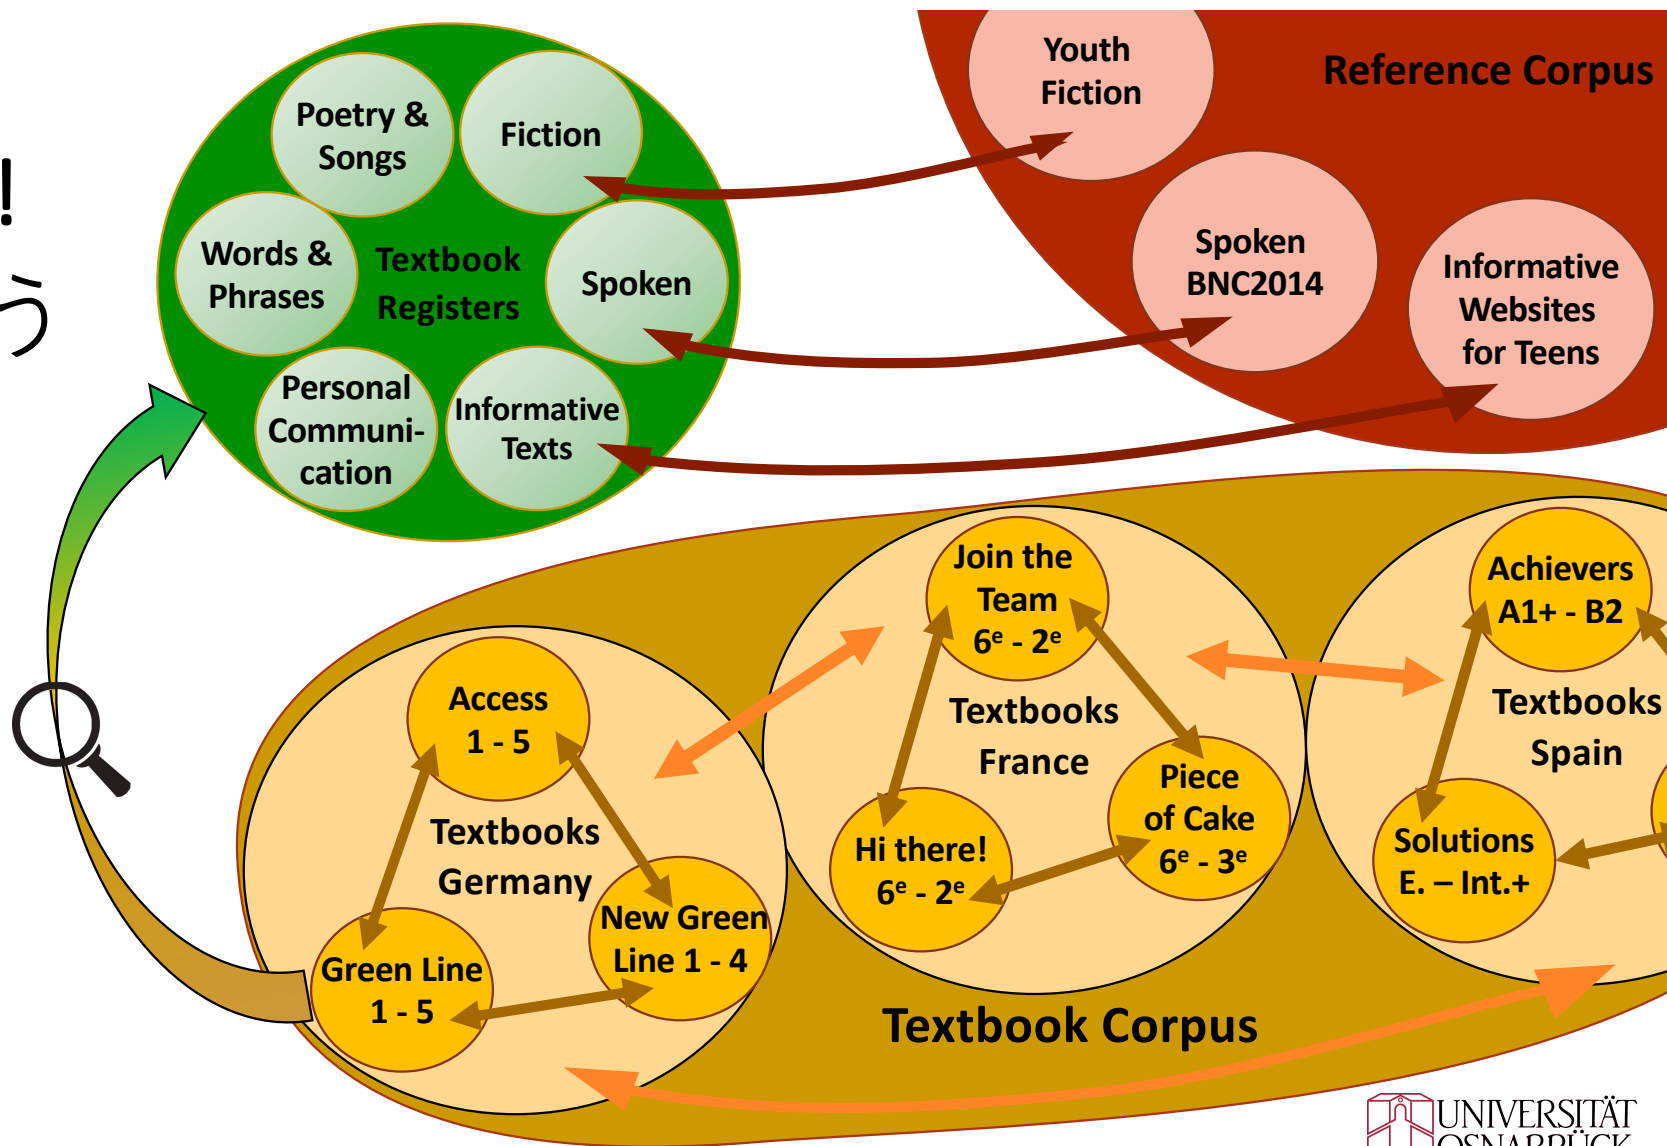 !
う
Poetry &
Songs
Fiction
Words &
Phrases
Textbook
Registers
Spoken
Personal
Communi-
cation
Informative
Texts
Youth
Fiction
Reference Corpus
Spoken
BNC2014
Informative
Websites
for Teens
Join the
Team
6ᵉ - 2ᵉ
Textbooks
France
Hi there!
6ᵉ - 2ᵉ
Piece
of Cake
6ᵉ - 3ᵉ
Achievers
A1+ - B2
Textbooks
Spain
Solutions
E. – Int.+
Access
1 - 5
Textbooks
Germany
Green Line
1 - 5
New Green
Line 1 - 4
Textbook Corpus
UNIVERSITÄT
OSNABRÜCK